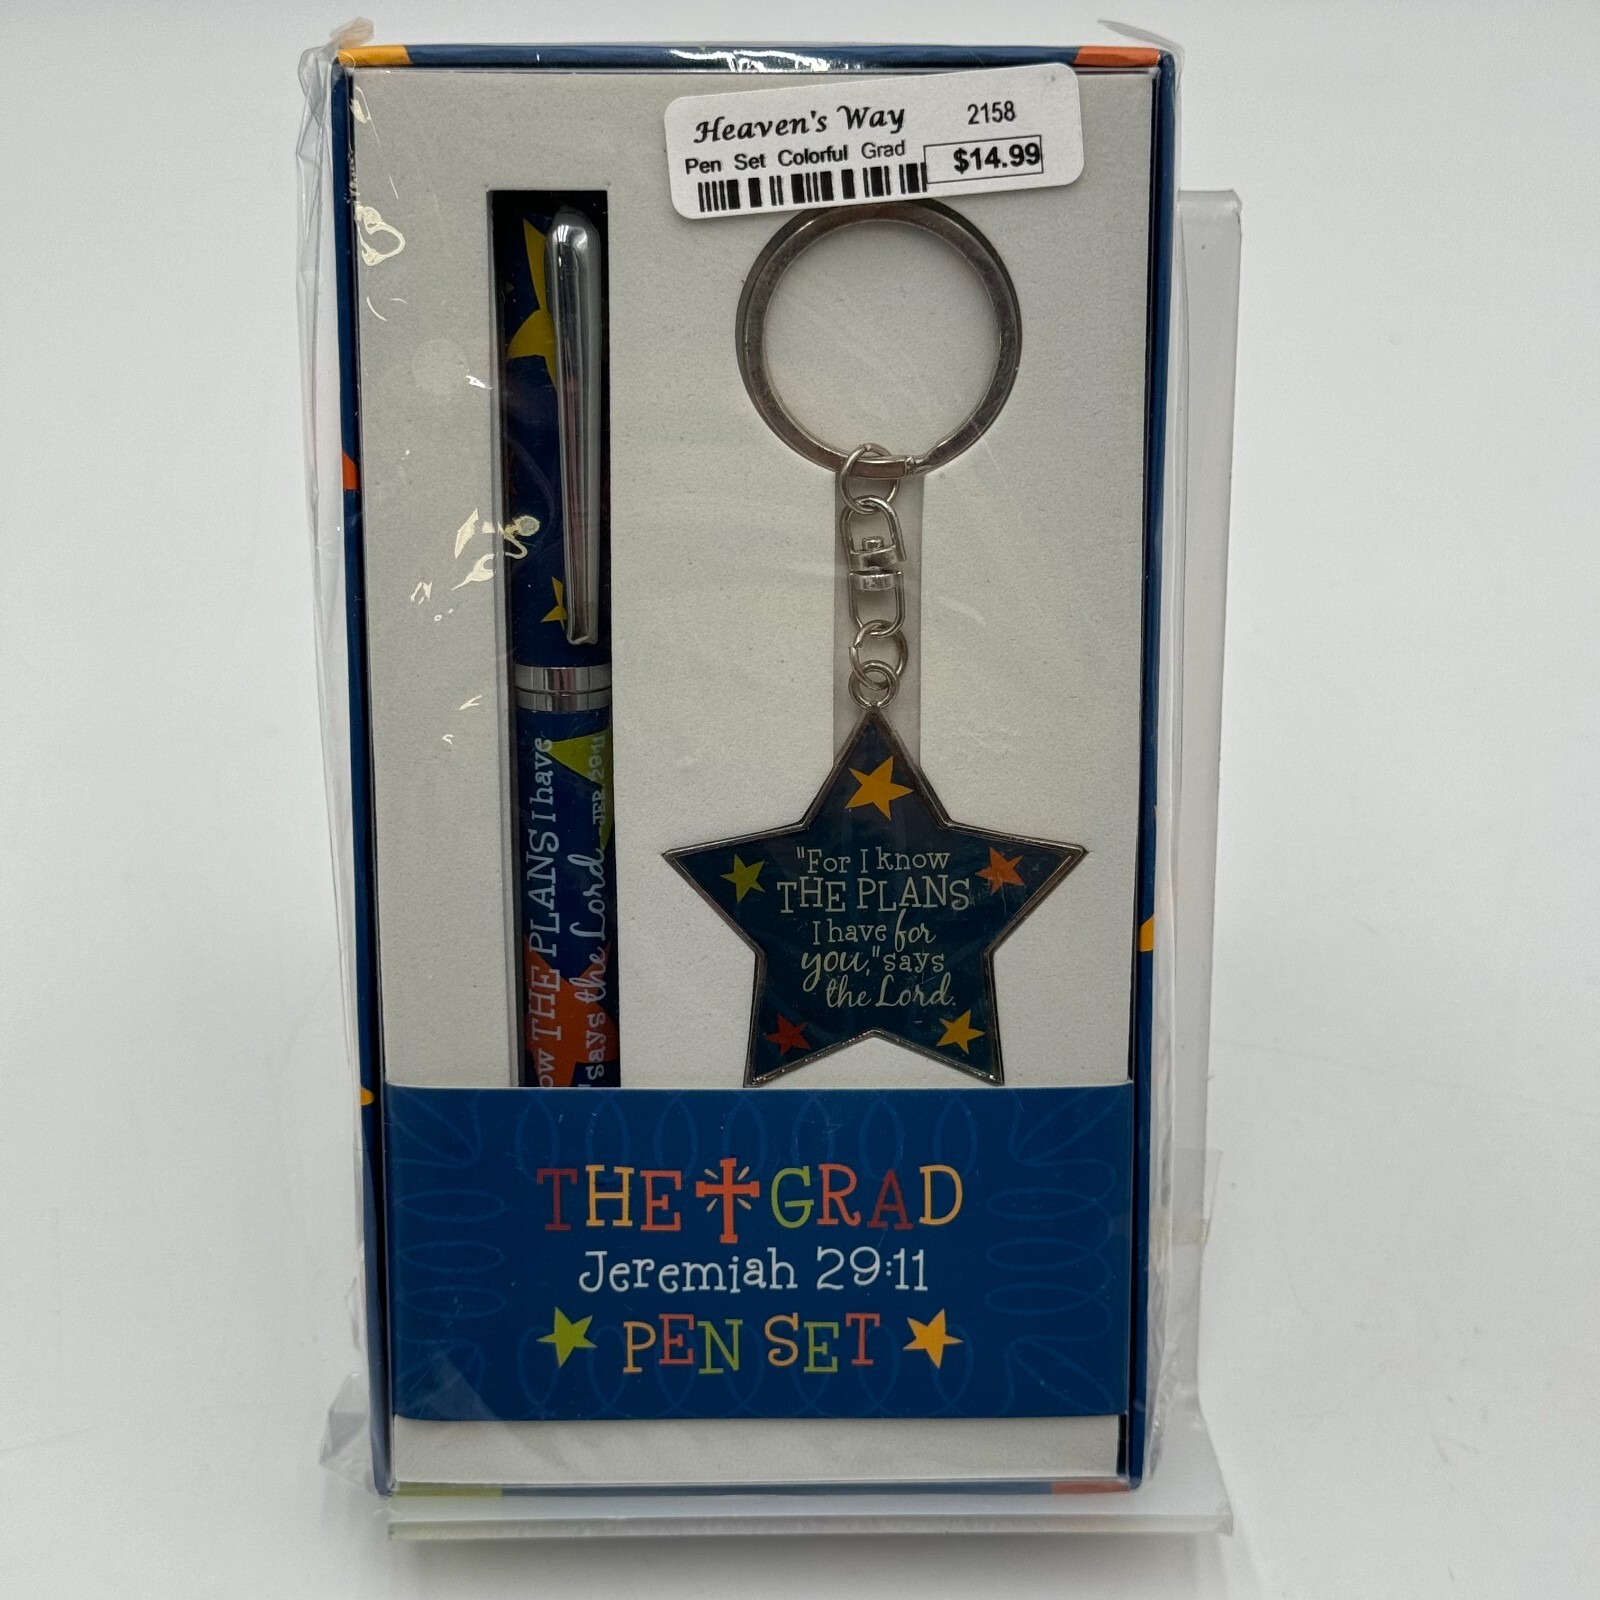 Heaven's Way 2158
Pen Set Colorful Grad $14.99
THE PLANS I have
"says the Lord. —JER 29:11
"For I know
THE PLANS
I have for
you," says
the Lord.
THE GRAD
Jeremiah 29:11
PEN SET